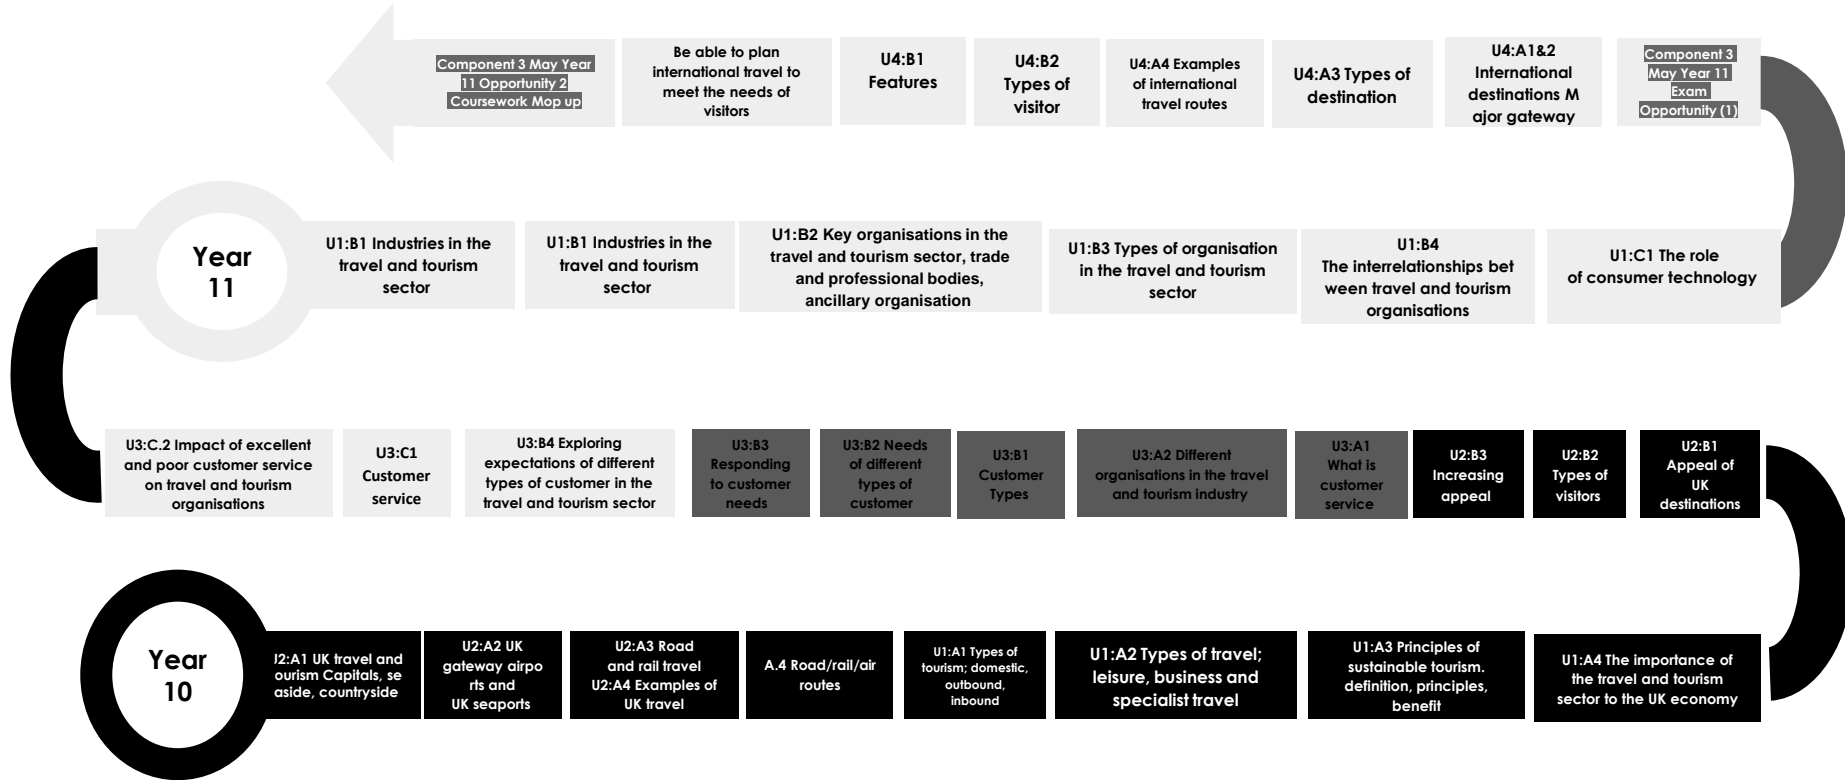 Component 3 May Year
11 Opportunity 2
Coursework Mop up
Be able to plan
international travel to
meet the needs of
visitors
U4:B1
Features
U4:B2
Types of
visitor
U4:A4 Examples
of international
travel routes
U4:A3 Types of
destination
U4:A1&2
International
destinations M
ajor gateway
Component 3
May Year 11
Exam
Opportunity (1)
Year
11
U1:B1 Industries in the
travel and tourism
sector
U1:B1 Industries in the
travel and tourism
sector
U1:B2 Key organisations in the
travel and tourism sector, trade
and professional bodies,
ancillary organisation
U1:B3 Types of organisation
in the travel and tourism
sector
U1:B4
The interrelationships bet
ween travel and tourism
organisations
U1:C1 The role
of consumer technology
U3:C.2 Impact of excellent
and poor customer service
on travel and tourism
organisations
U3:C1
Customer
service
U3:B4 Exploring
expectations of different
types of customer in the
travel and tourism sector
U3:B3
Responding
to customer
needs
U3:B2 Needs
of different
types of
customer
U3:B1
Customer
Types
U3:A2 Different
organisations in the travel
and tourism industry
U3:A1
What is
customer
service
U2:B3
Increasing
appeal
U2:B2
Types of
visitors
U2:B1
Appeal of
UK
destinations
Year
10
J2:A1 UK travel and
ourism Capitals, se
aside, countryside
U2:A2 UK
gateway airpo
rts and
UK seaports
U2:A3 Road
and rail travel
U2:A4 Examples of
UK travel
A.4 Road/rail/air
routes
U1:A1 Types of
tourism; domestic,
outbound,
inbound
U1:A2 Types of travel;
leisure, business and
specialist travel
U1:A3 Principles of
sustainable tourism.
definition, principles,
benefit
U1:A4 The importance of
the travel and tourism
sector to the UK economy